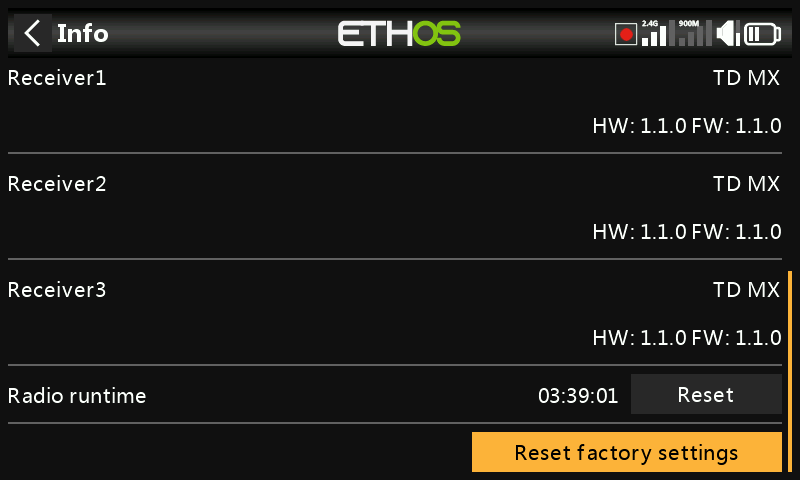 Info
ETHOS
2.4G
900M
Receiver1
TD MX
HW: 1.1.0 FW: 1.1.0
Receiver2
TD MX
HW: 1.1.0 FW: 1.1.0
Receiver3
TD MX
HW: 1.1.0 FW: 1.1.0
Radio runtime
03:39:01
Reset
Reset factory settings